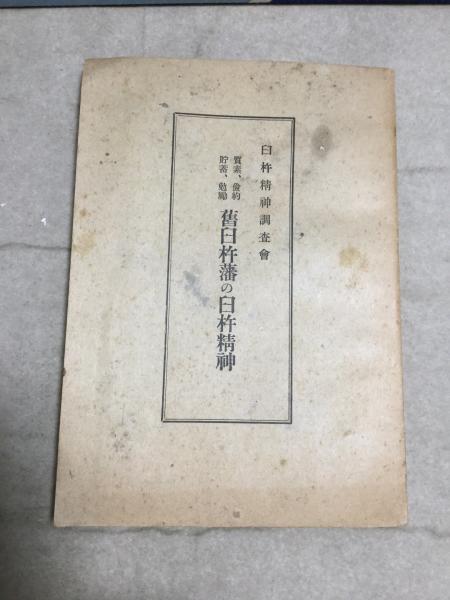 臼杵精神調査會
質素、儉約
貯蓄、勉勵
舊臼杵藩の臼杵精神